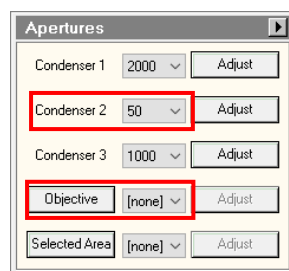 Apertures
Condenser 1 2000 Adjust
Condenser 2 50 Adjust
Condenser 3 1000 Adjust
Objective [none] Adjust
Selected Area [none] Adjust